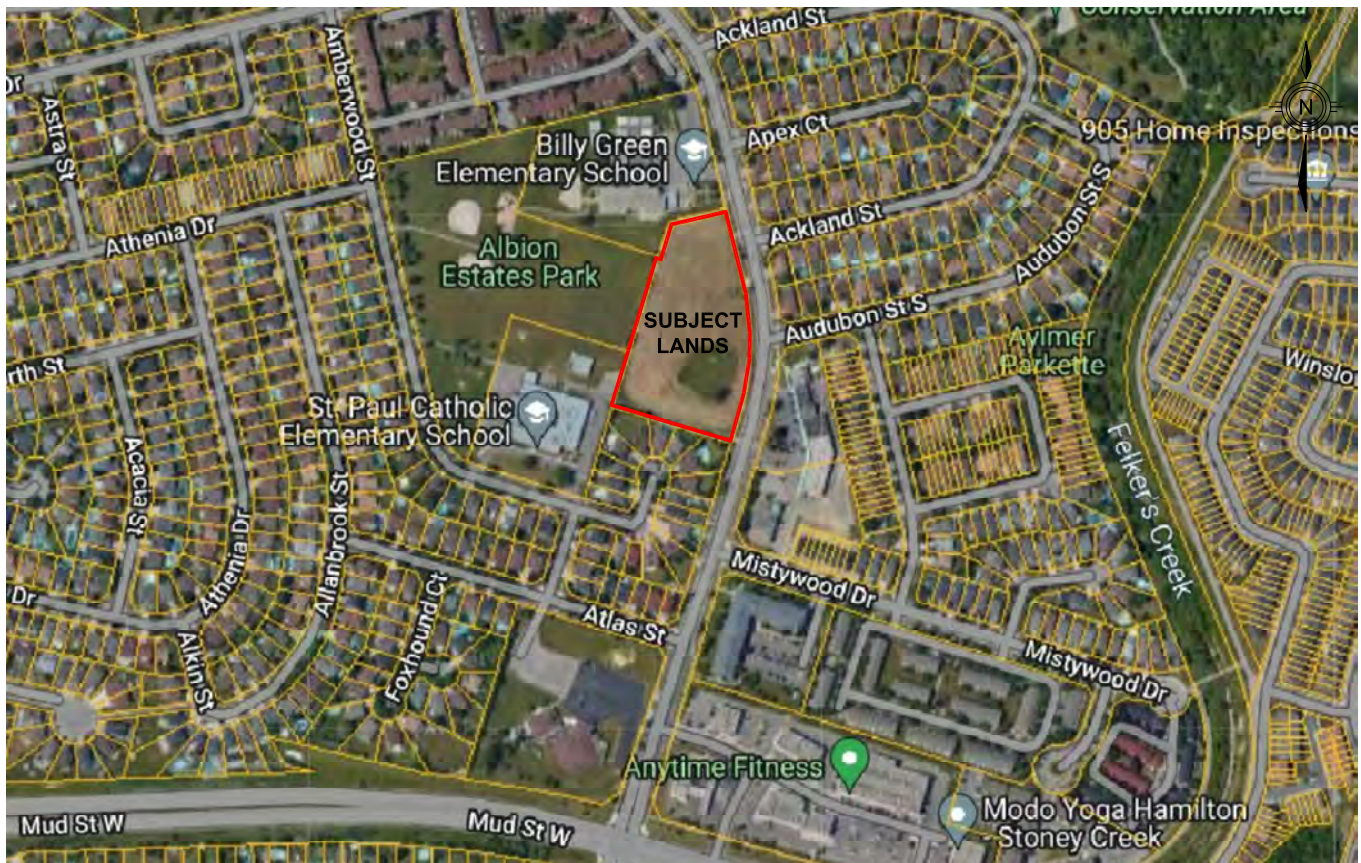 Conservation Area
Ackland St
Amberwood St
Dr
Astra St
N
Apex Ct
905 Home Inspections
Billy Green
Elementary School
Audubon St S
Ackland St
Athenia Dr
Albion
Estates Park
SUBJECT
LANDS
Audubon St S
Aylmer
Parkette
Winslo
rth St
St. Paul Catholic
Elementary School
Felker's Creek
Acacia St
Athenia Dr
Allanbrook St
Foxhound Ct
Mistywood Dr
Dr
Alkin St
Atlas St
Mistywood Dr
Anytime Fitness
Modo Yoga Hamilton
- Stoney Creek
Mud St W
Mud St W